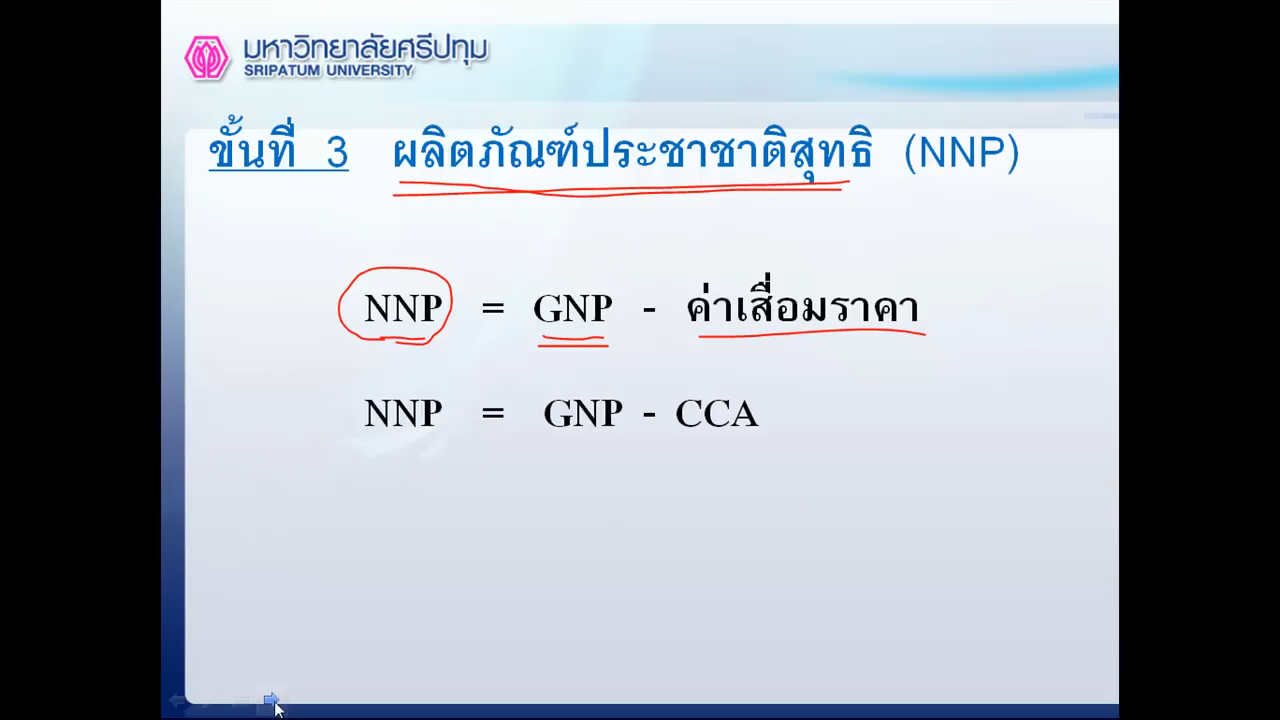 มหาวิทยาลัยศรีปทุม
SRIPATUM UNIVERSITY
ขั้นที่ 3 ผลิตภัณฑ์ประชาชาติสุทธิ (NNP)
NNP = GNP - ค่าเสื่อมราคา
NNP = GNP - CCA